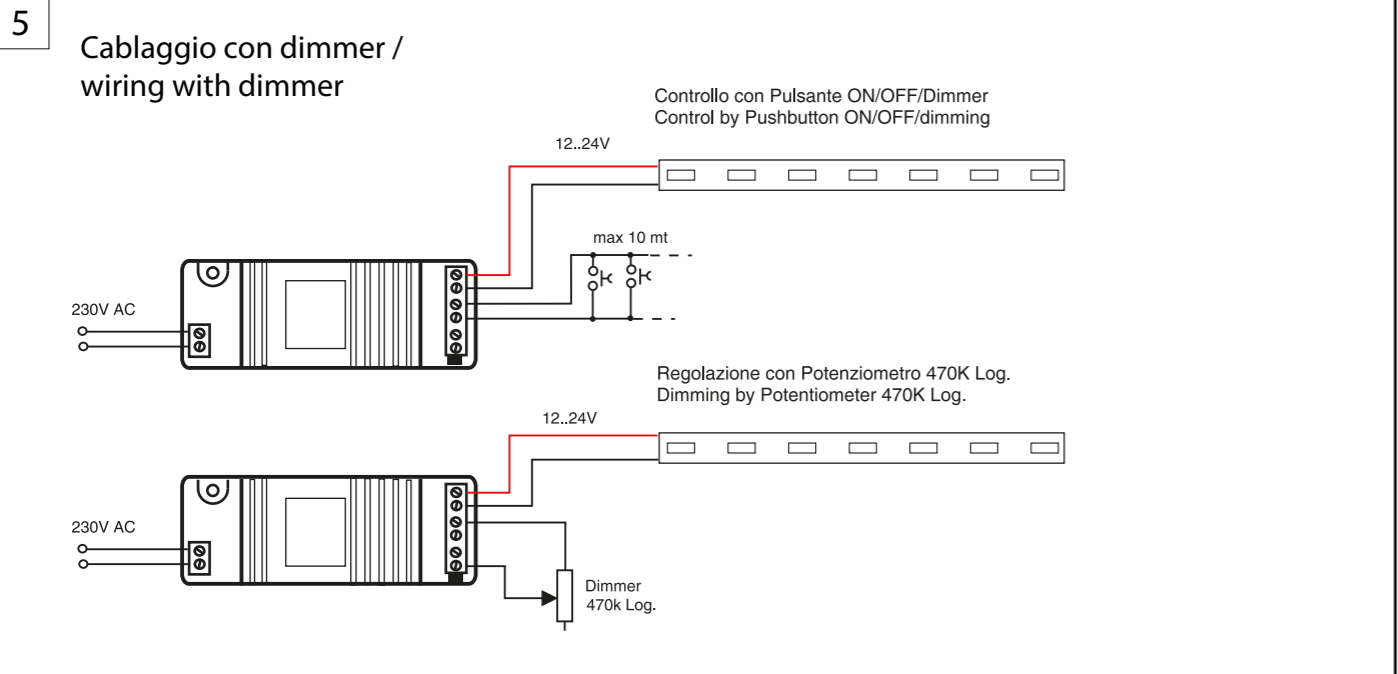 5
Cablaggio con dimmer /
wiring with dimmer
Controllo con Pulsante ON/OFF/Dimmer
Control by Pushbutton ON/OFF/dimming
12..24V
max 10 mt
230V AC
Regolazione con Potenziometro 470K Log.
Dimming by Potentiometer 470K Log.
12..24V
230V AC
Dimmer
470k Log.